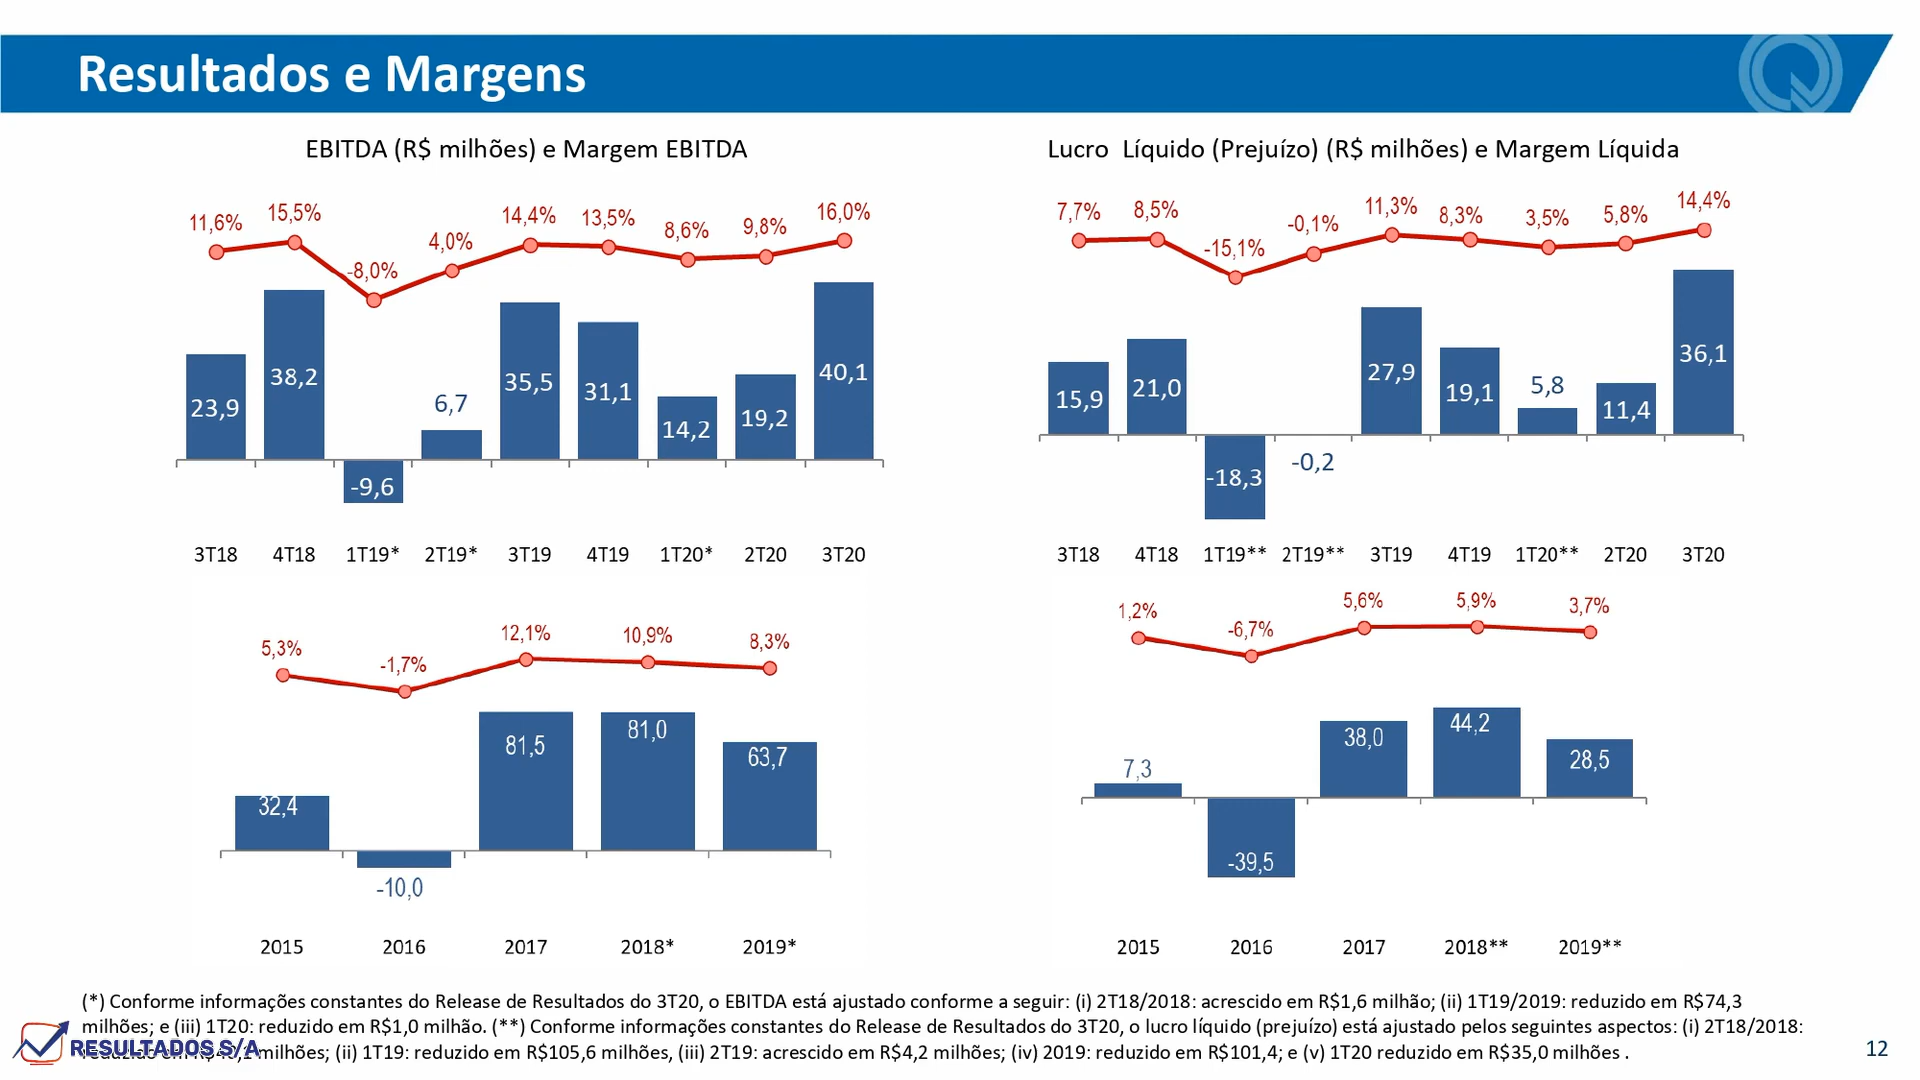 Resultados e Margens
EBITDA (R$ milhões) e Margem EBITDA
11,6% 15,5% -8,0% 4,0% 14,4% 13,5% 8,6% 9,8% 16,0%
23,9 38,2 -9,6 6,7 35,5 31,1 14,2 19,2 40,1
3T18 4T18 1T19* 2T19* 3T19 4T19 1T20* 2T20 3T20
Lucro Líquido (Prejuízo) (R$ milhões) e Margem Líquida
7,7% 8,5% -15,1% -0,1% 11,3% 8,3% 3,5% 5,8% 14,4%
15,9 21,0 -18,3 -0,2 27,9 19,1 5,8 11,4 36,1
3T18 4T18 1T19** 2T19** 3T19 4T19 1T20** 2T20 3T20
5,3% -1,7% 12,1% 10,9% 8,3%
32,4 -10,0 81,5 81,0 63,7
2015 2016 2017 2018* 2019*
1,2% -6,7% 5,6% 5,9% 3,7%
7,3 -39,5 38,0 44,2 28,5
2015 2016 2017 2018** 2019**
(*) Conforme informações constantes do Release de Resultados do 3T20, o EBITDA está ajustado conforme a seguir: (i) 2T18/2018: acrescido em R$1,6 milhão; (ii) 1T19/2019: reduzido em R$74,3
milhões; e (iii) 1T20: reduzido em R$1,0 milhão. (**) Conforme informações constantes do Release de Resultados do 3T20, o lucro líquido (prejuízo) está ajustado pelos seguintes aspectos: (i) 2T18/2018:
milhões; (ii) 1T19: reduzido em R$105,6 milhões, (iii) 2T19: acrescido em R$4,2 milhões; (iv) 2019: reduzido em R$101,4; e (v) 1T20 reduzido em R$35,0 milhões .
RESULTADOS S/A
12